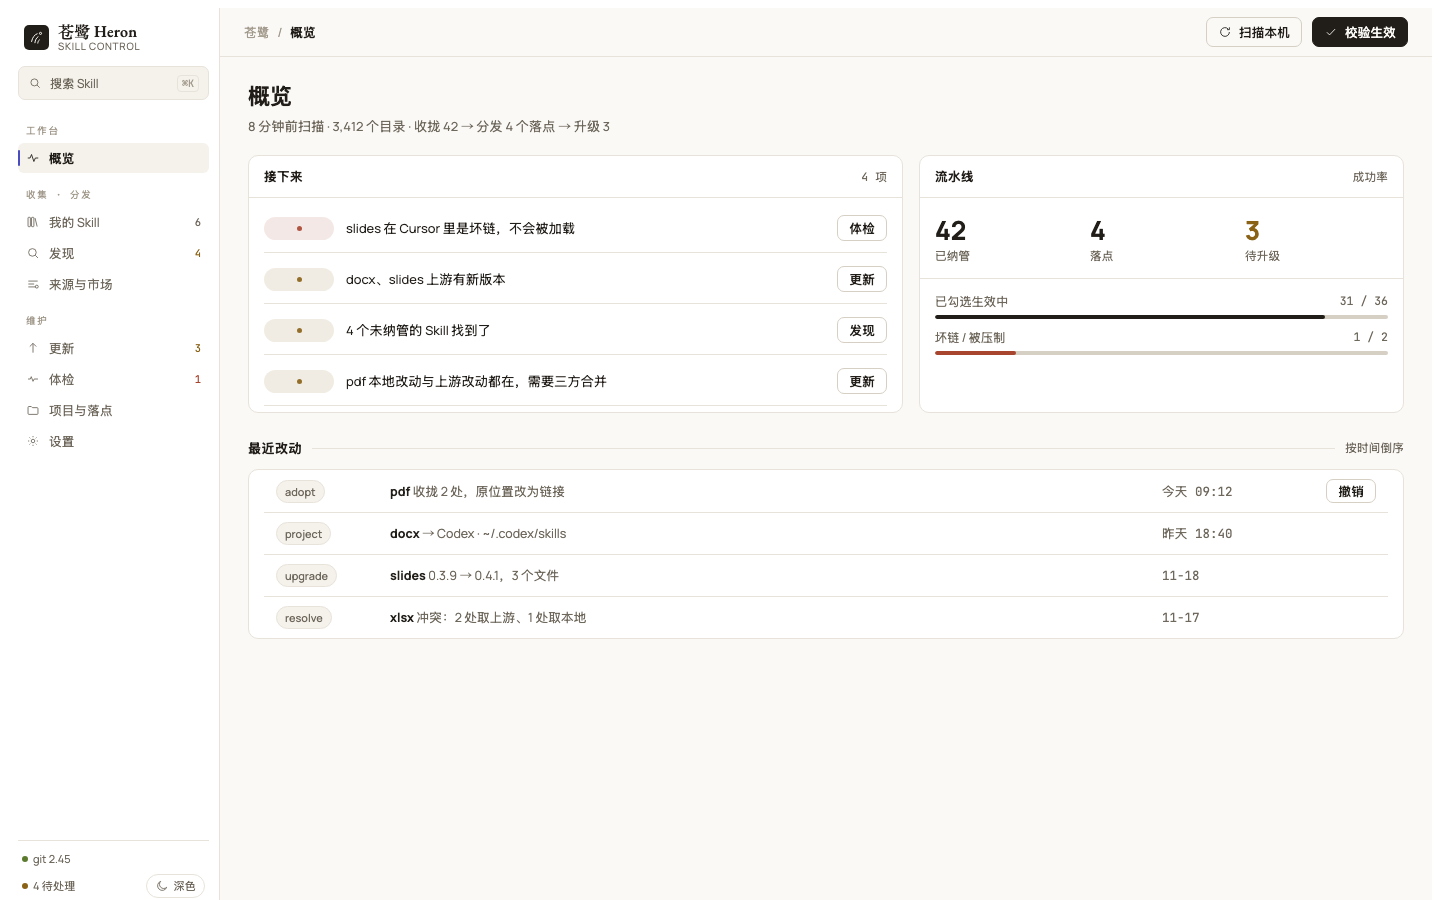 苍鹭 Heron
SKILL CONTROL
搜索 Skill ⌘K
工作台
概览
收集 · 分发
我的 Skill 6
发现 4
来源与市场
维护
更新 3
体检 1
项目与落点
设置
git 2.45
4 待处理
深色
苍鹭 / 概览
扫描本机
校验生效
概览
8 分钟前扫描 · 3,412 个目录 · 收拢 42 → 分发 4 个落点 → 升级 3
接下来 4 项
slides 在 Cursor 里是坏链，不会被加载 体检
docx、slides 上游有新版本 更新
4 个未纳管的 Skill 找到了 发现
pdf 本地改动与上游改动都在，需要三方合并 更新
流水线 成功率
42 4 3
已纳管 落点 待升级
已勾选生效中 31 / 36
坏链 / 被压制 1 / 2
最近改动 按时间倒序
adopt pdf 收拢 2 处，原位置改为链接 今天 09:12 撤销
project docx → Codex · ~/.codex/skills 昨天 18:40
upgrade slides 0.3.9 → 0.4.1，3 个文件 11-18
resolve xlsx 冲突：2 处取上游、1 处取本地 11-17